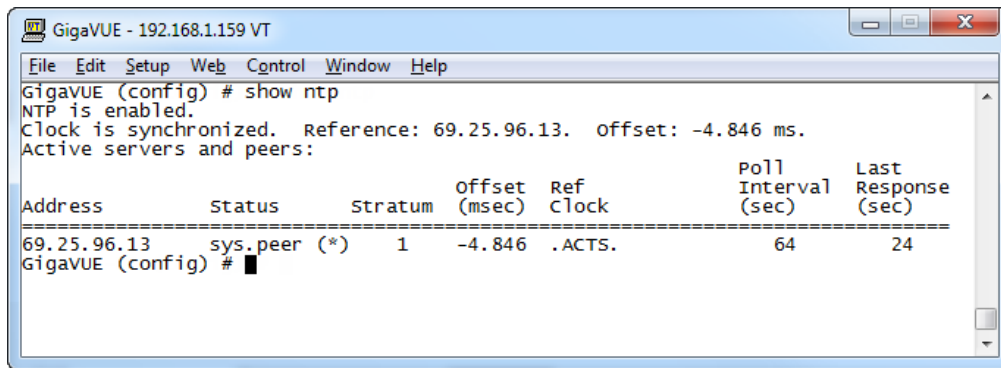 GigaVUE - 192.168.1.159 VT
File Edit Setup Web Control Window Help
GigaVUE (config) # show ntp
NTP is enabled.
Clock is synchronized.  Reference: 69.25.96.13.  Offset: -4.846 ms.
Active servers and peers:
Poll Last
Offset Ref Interval Response
Address Status Stratum (msec) Clock (sec) (sec)
==============================================================================
69.25.96.13 sys.peer (*) 1 -4.846 .ACTS. 64 24
GigaVUE (config) #